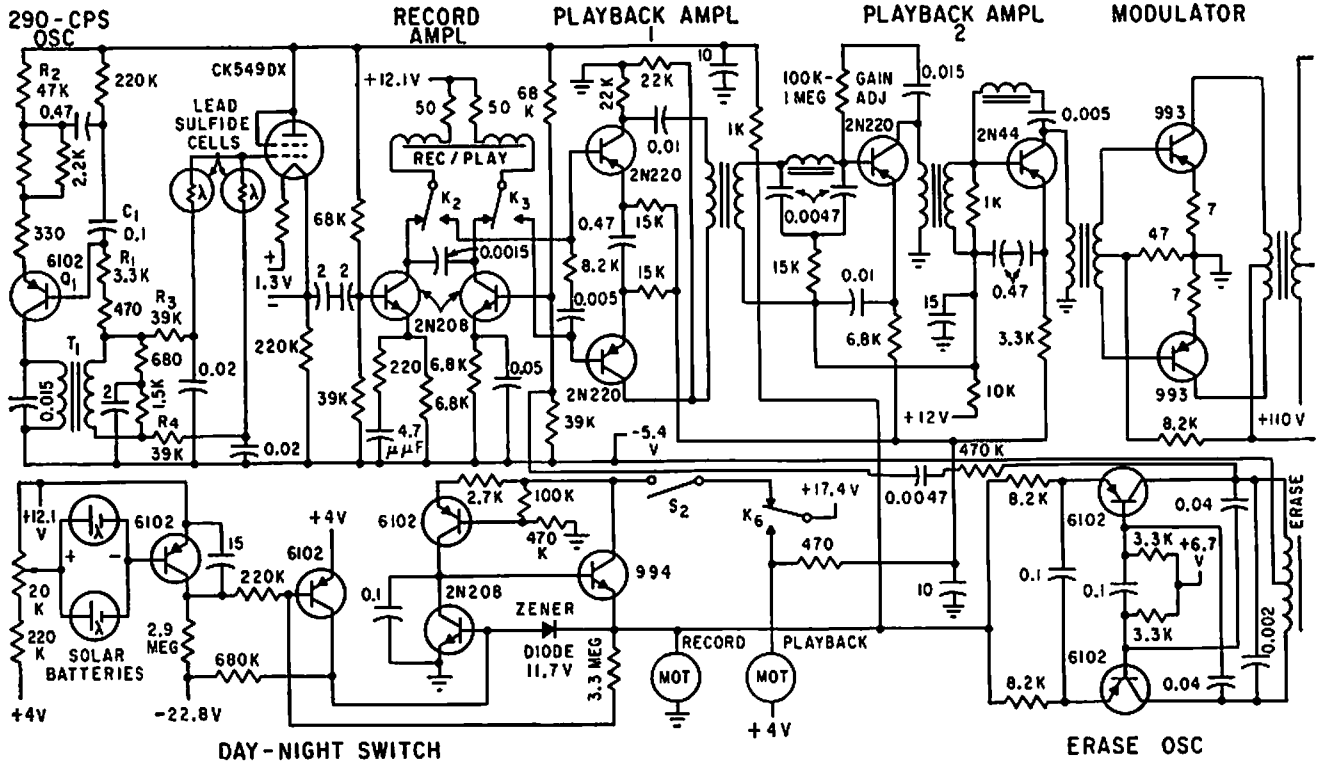 290-CPS
OSC
RECORD
AMPL
PLAYBACK AMPL
1
PLAYBACK AMPL
2
MODULATOR
R2
47K
220K
0.47
2.2K
330
C1
0.1
6102
Q1
R1
3.3K
470
T1
0.015
2
680
1.5K
R3
39K
R4
39K
0.02
0.02
LEAD
SULFIDE
CELLS
λ
λ
CK549DX
+
1.3V
-
220K
2
2
68K
39K
+12.1V
50
50
REC/PLAY
K2
K3
0.0015
2N208
220
4.7
μμF
6.8K
6.8K
0.05
68
K
39K
8.2K
0.005
22K
22K
0.01
2N220
0.47
15K
15K
2N220
10
1K
-5.4
V
100K-
1 MEG
GAIN
ADJ
0.015
2N220
0.0047
15K
0.01
6.8K
2N44
0.005
1K
0.47
15
3.3K
10K
+12V
993
7
47
7
993
8.2K
+110V
+12.1
V
20
K
220
K
+4V
λ
+
-
λ
SOLAR
BATTERIES
6102
15
2.9
MEG
-22.8V
220K
680K
+4V
6102
6102
2.7K
100K
470
K
0.1
2N208
994
ZENER
DIODE
11.7V
3.3 MEG
S2
K6
+17.4V
470
10
RECORD
PLAYBACK
MOT
MOT
+4V
0.0047
470K
8.2K
0.1
8.2K
6102
3.3K
+6.7
V
0.1
3.3K
6102
0.04
0.04
0.002
ERASE
DAY-NIGHT SWITCH
ERASE OSC